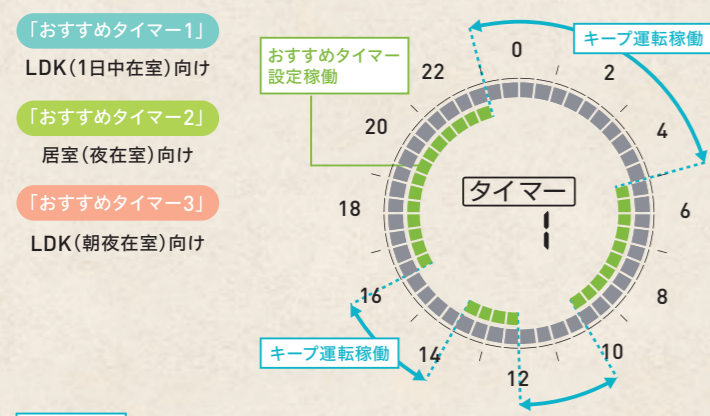 「おすすめタイマー1」
LDK(1日中在室)向け
「おすすめタイマー2」
居室(夜在室)向け
「おすすめタイマー3」
LDK(朝夜在室)向け
おすすめタイマー
設定稼働
キープ運転稼働
0
2
4
6
8
10
12
14
16
18
20
22
タイマー
1
キープ運転稼働